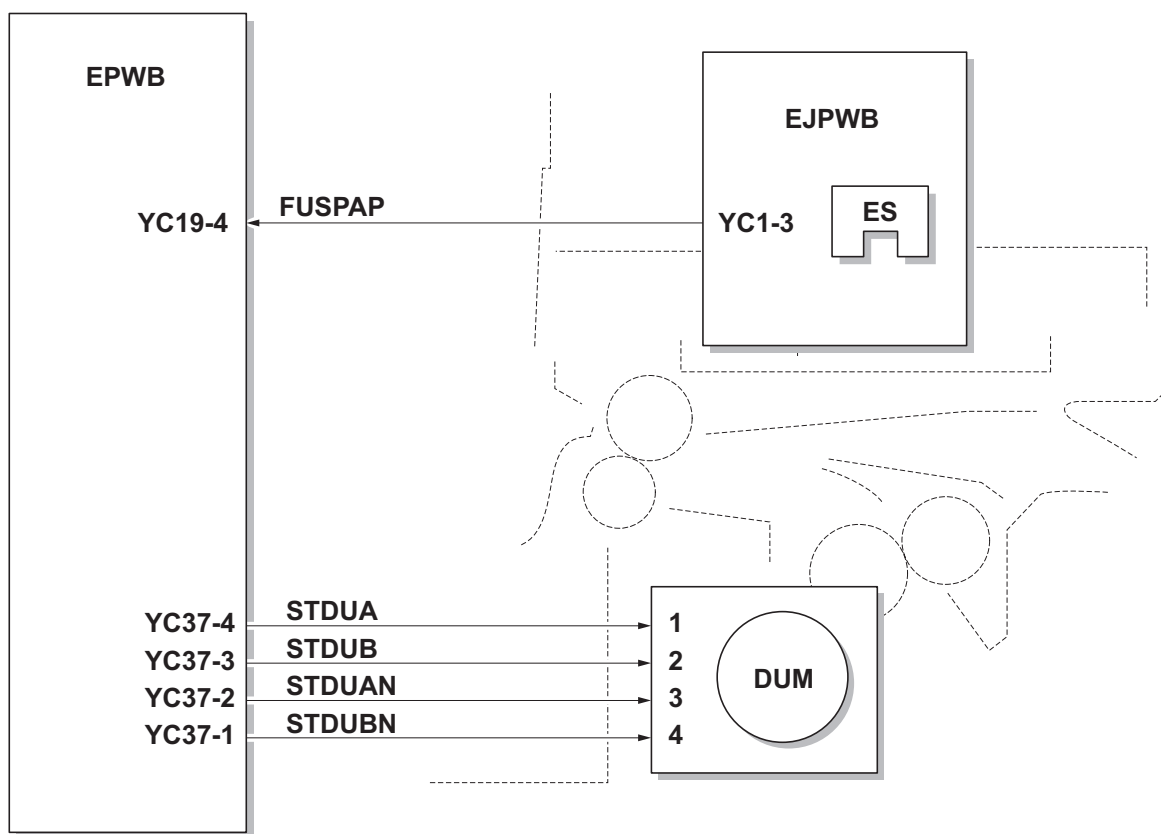 EPWB
EJPWB
YC19-4
FUSPAP
YC1-3
ES
YC37-4
STDUA
1
YC37-3
STDUB
2
YC37-2
STDUAN
3
YC37-1
STDUBN
4
DUM